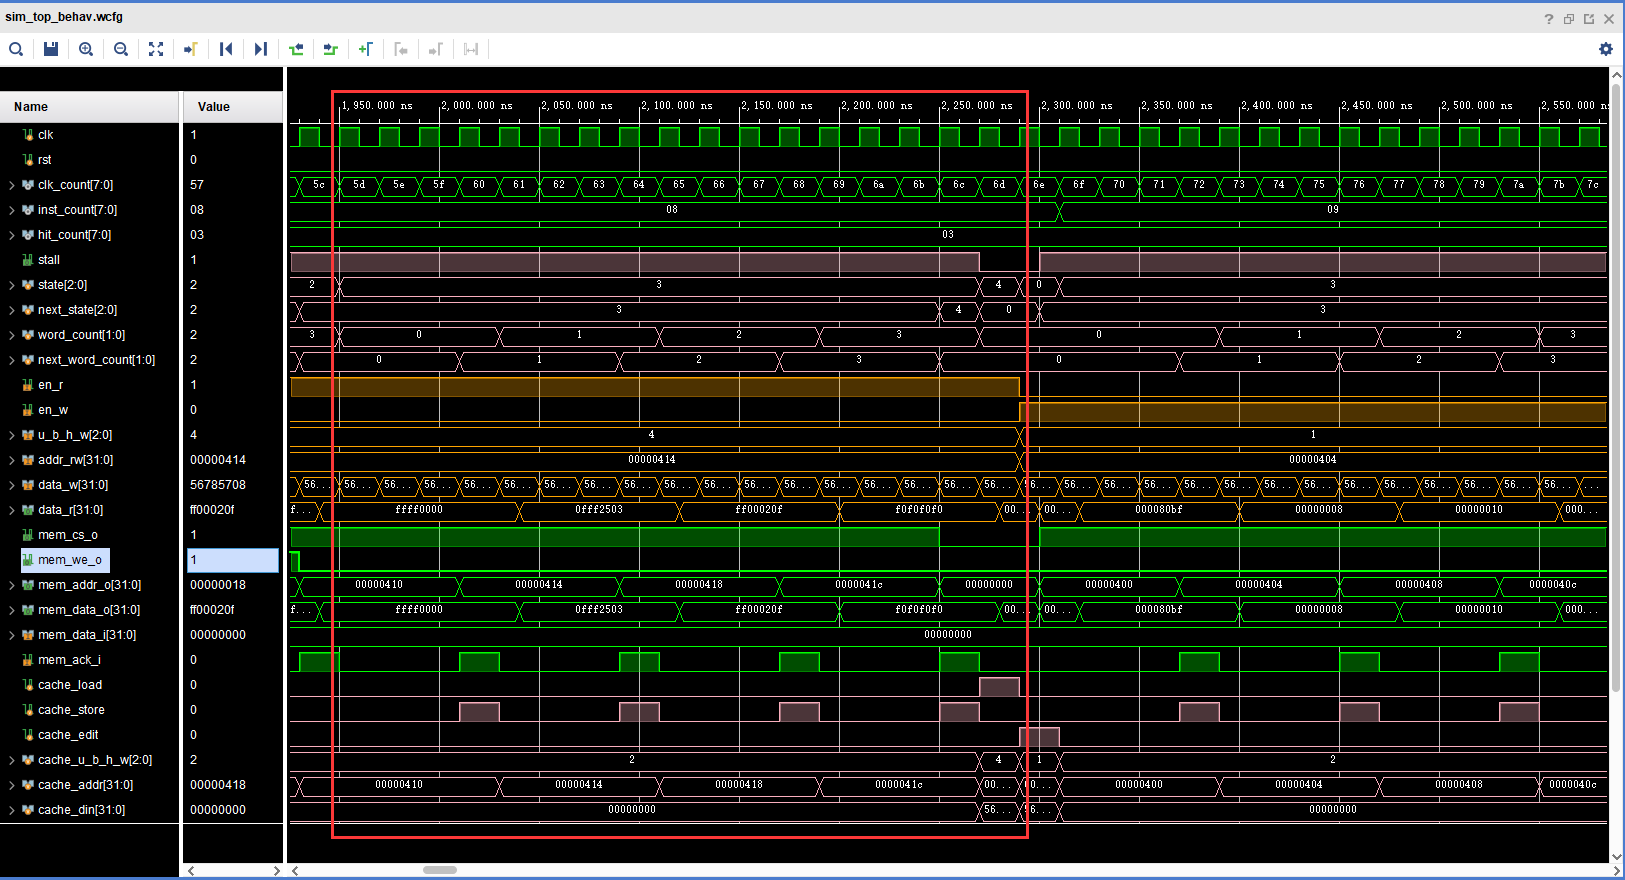 sim_top_behav.wcfg
Name Value
1,950.000 ns 2,000.000 ns 2,050.000 ns 2,100.000 ns 2,150.000 ns 2,200.000 ns 2,250.000 ns 2,300.000 ns 2,350.000 ns 2,400.000 ns 2,450.000 ns 2,500.000 ns 2,550.000 n
clk 1
rst 0
clk_count[7:0] 57 5c 5d 5e 5f 60 61 62 63 64 65 66 67 68 69 6a 6b 6c 6d 6e 6f 70 71 72 73 74 75 76 77 78 79 7a 7b 7c
inst_count[7:0] 08 08 09
hit_count[7:0] 03 03
stall 1
state[2:0] 2 2 3 4 0 3
next_state[2:0] 2 3 4 0 3
word_count[1:0] 2 3 0 1 2 3 0 1 2 3
next_word_count[1:0] 2 0 1 2 3 0 1 2 3
en_r 1
en_w 0
u_b_h_w[2:0] 4 4 1
addr_rw[31:0] 00000414 00000414 00000404
data_w[31:0] 56785708 56... 56... 56... 56... 56... 56... 56... 56... 56... 56... 56... 56... 56... 56... 56... 56... 56... 56... 56... 56... 56... 56... 56... 56... 56... 56... 56... 56... 56... 56... 56... 56...
data_r[31:0] ff00020f f... ffff0000 0fff2503 ff00020f f0f0f0f0 00... 00... 000080bf 00000008 00000010 000...
mem_cs_o 1
mem_we_o 1
mem_addr_o[31:0] 00000018 00000410 00000414 00000418 0000041c 00000000 00000400 00000404 00000408 0000040c
mem_data_o[31:0] ff00020f f... ffff0000 0fff2503 ff00020f f0f0f0f0 00... 00... 000080bf 00000008 00000010 000...
mem_data_i[31:0] 00000000 00000000
mem_ack_i 0
cache_load 0
cache_store 0
cache_edit 0
cache_u_b_h_w[2:0] 2 2 4 1 2
cache_addr[31:0] 00000418 00000410 00000414 00000418 0000041c 00... 00000400 00000404 00000408 0000040c
cache_din[31:0] 00000000 00000000 56... 56... 00000000